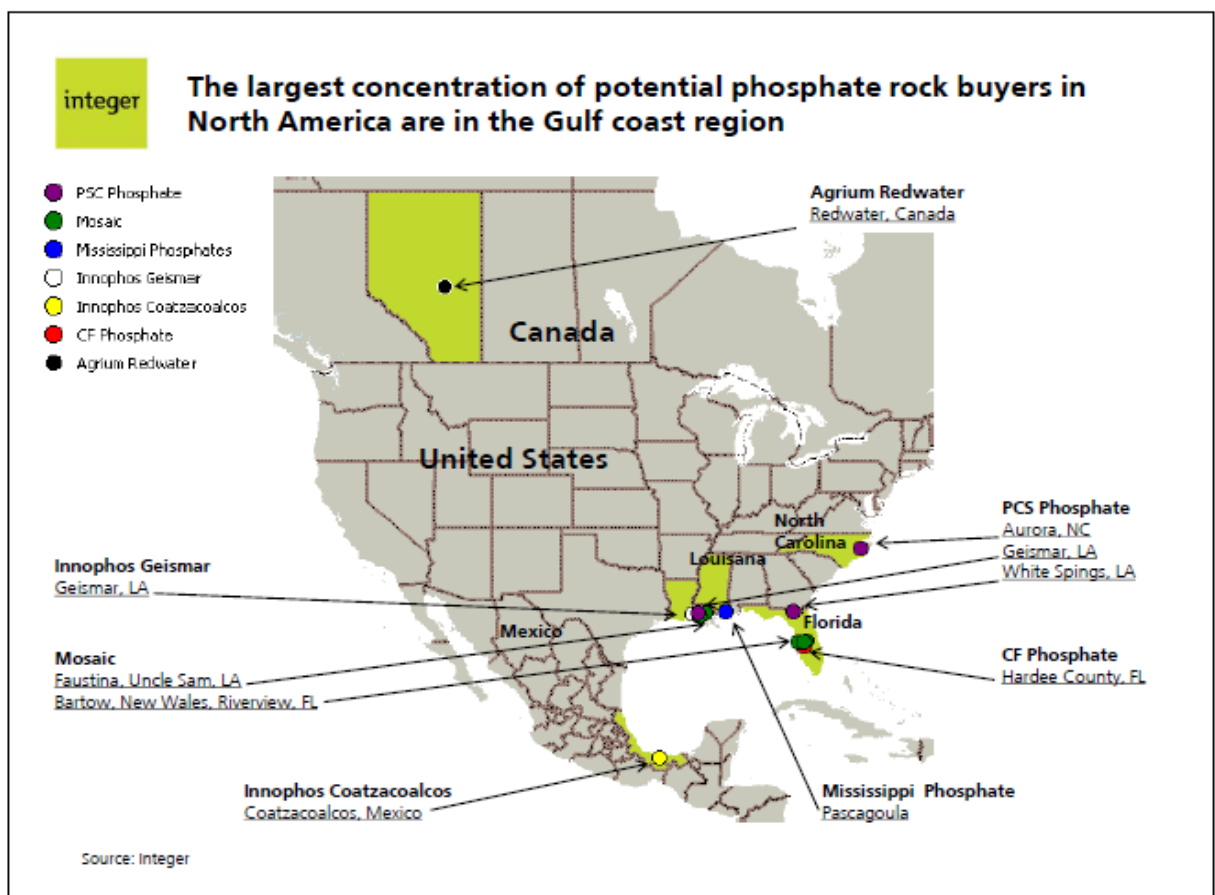 integer
The largest concentration of potential phosphate rock buyers in
North America are in the Gulf coast region
PSC Phosphate
Mosaic
Mississippi Phosphates
Innophos Geismar
Innophos Coatzacoalcos
CF Phosphate
Agrium Redwater
Agrium Redwater
Redwater, Canada
Canada
United States
PCS Phosphate
Aurora, NC
Geismar, LA
White Spings, LA
North
Carolina
Louisana
Innophos Geismar
Geismar, LA
Mexico
Florida
Mosaic
Faustina, Uncle Sam, LA
Bartow, New Wales, Riverview, FL
CF Phosphate
Hardee County, FL
Innophos Coatzacoalcos
Coatzacoalcos, Mexico
Mississippi Phosphate
Pascagoula
Source: Integer